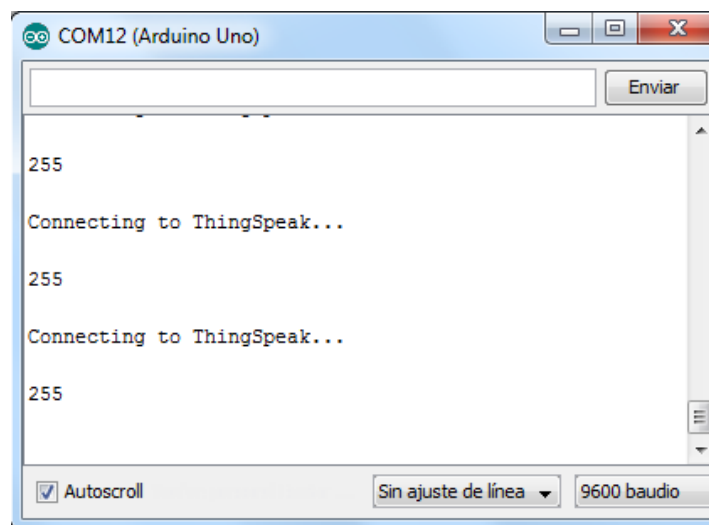 COM12 (Arduino Uno)
Enviar
255
Connecting to ThingSpeak...
255
Connecting to ThingSpeak...
255
Autoscroll
Sin ajuste de línea
9600 baudio